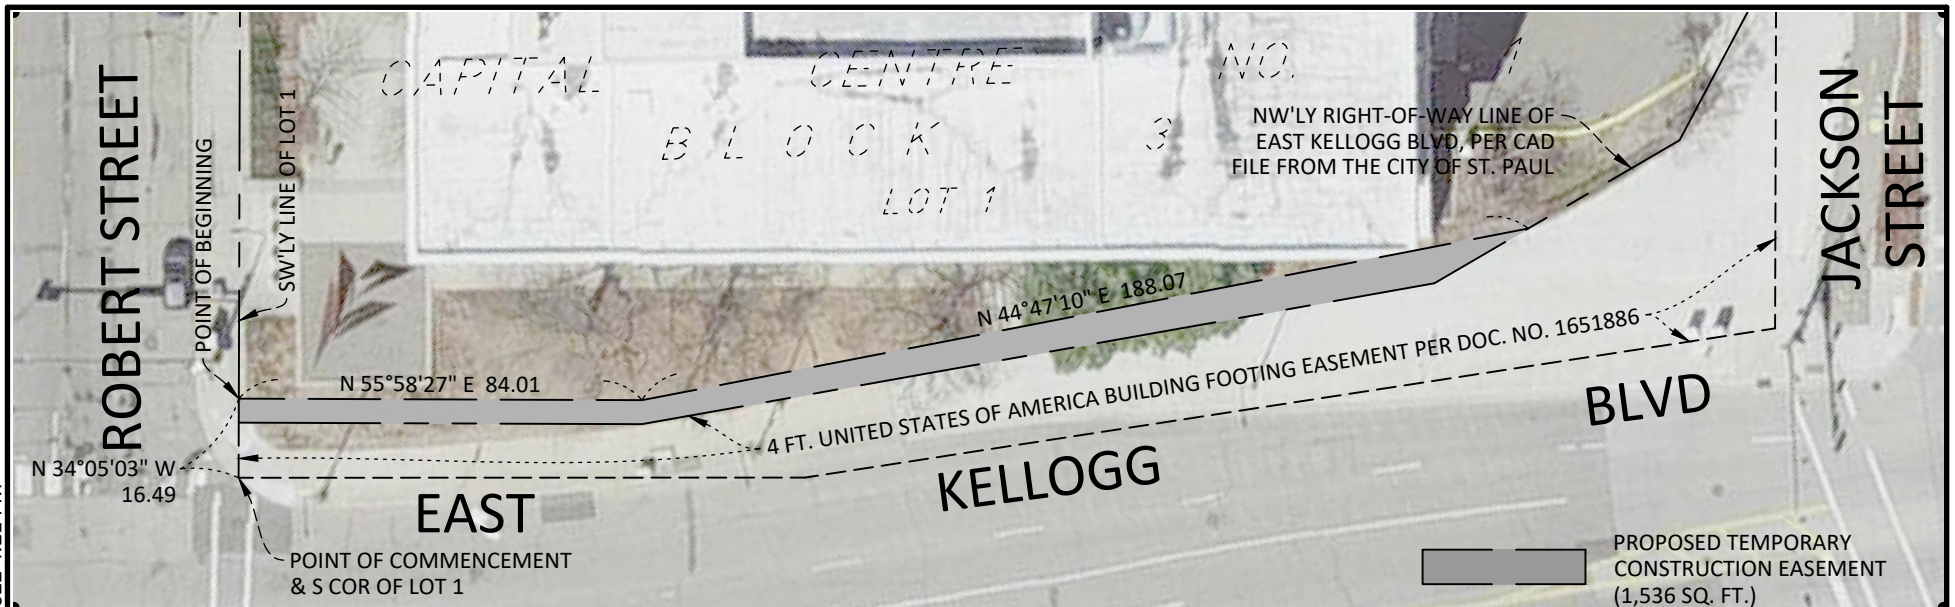 CAPITAL CENTRE NO. 1
BLOCK 3
LOT 1
ROBERT STREET
POINT OF BEGINNING
SW'LY LINE OF LOT 1
NW'LY RIGHT-OF-WAY LINE OF
EAST KELLOGG BLVD, PER CAD
FILE FROM THE CITY OF ST. PAUL
JACKSON
STREET
N 44°47'10" E 188.07
N 55°58'27" E 84.01
4 FT. UNITED STATES OF AMERICA BUILDING FOOTING EASEMENT PER DOC. NO. 1651886
N 34°05'03" W
16.49
EAST KELLOGG BLVD
POINT OF COMMENCEMENT
& S COR OF LOT 1
PROPOSED TEMPORARY
CONSTRUCTION EASEMENT
(1,536 SQ. FT.)